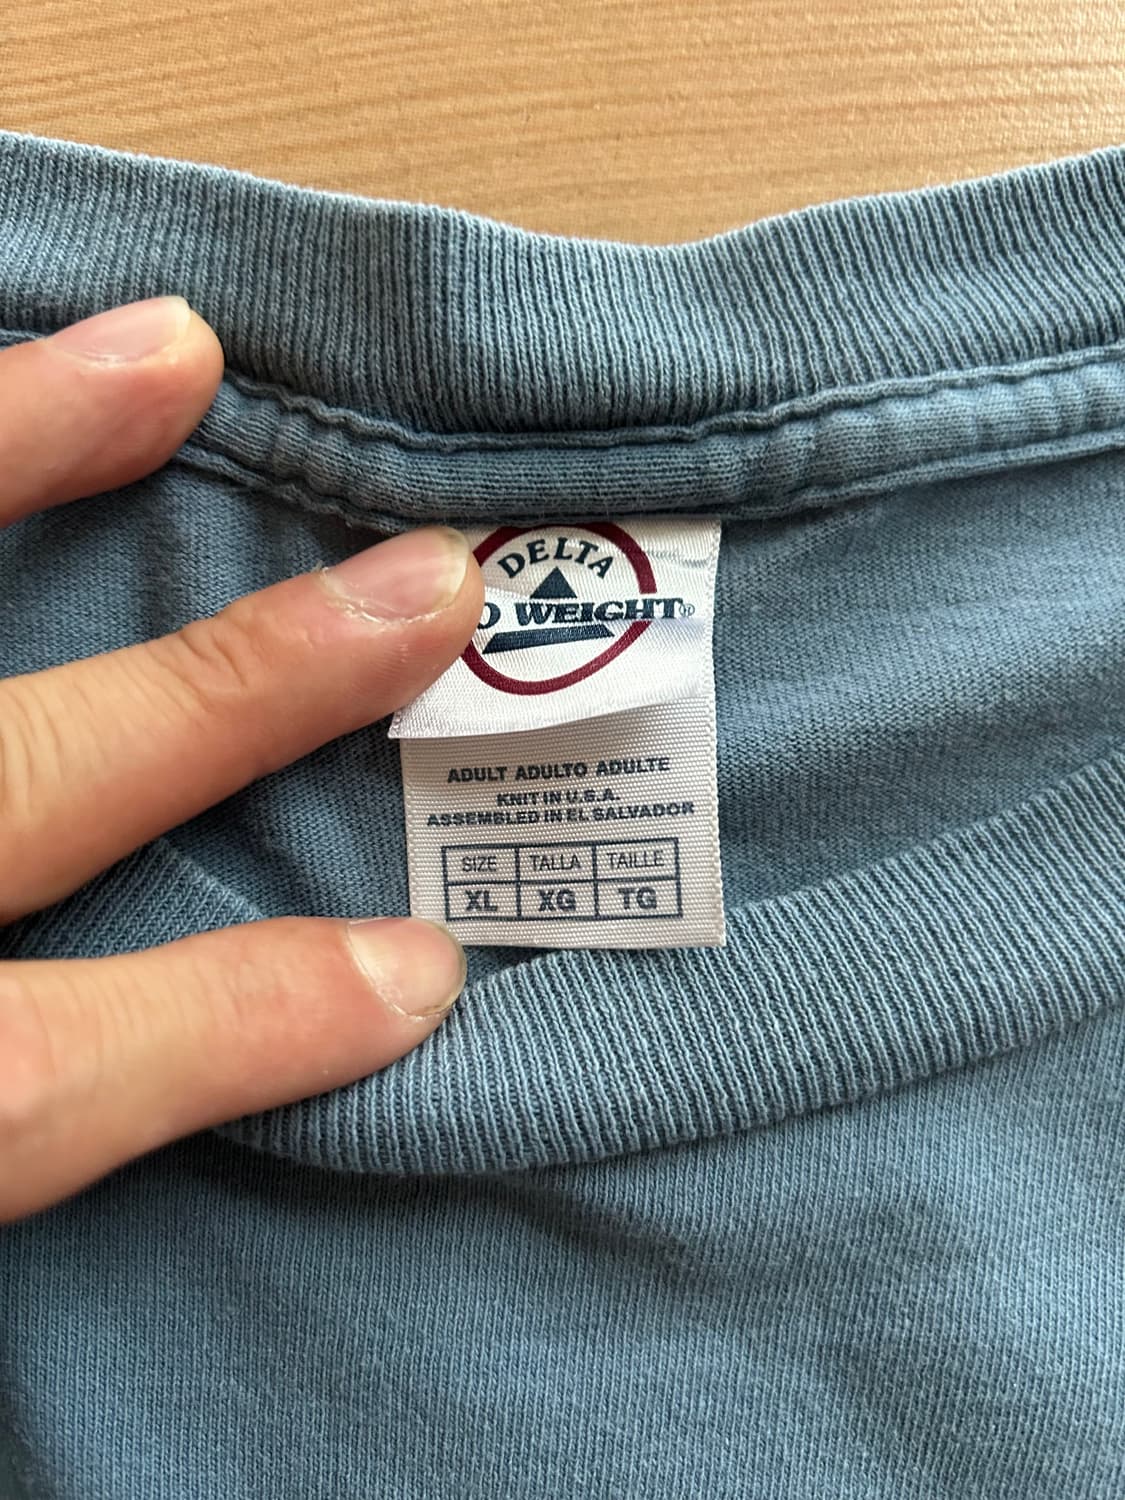 DELTA
O WEIGHT®
ADULT ADULTO ADULTE
KNIT IN U.S.A.
ASSEMBLED IN EL SALVADOR
SIZE TALLA TAILLE
XL XG TG